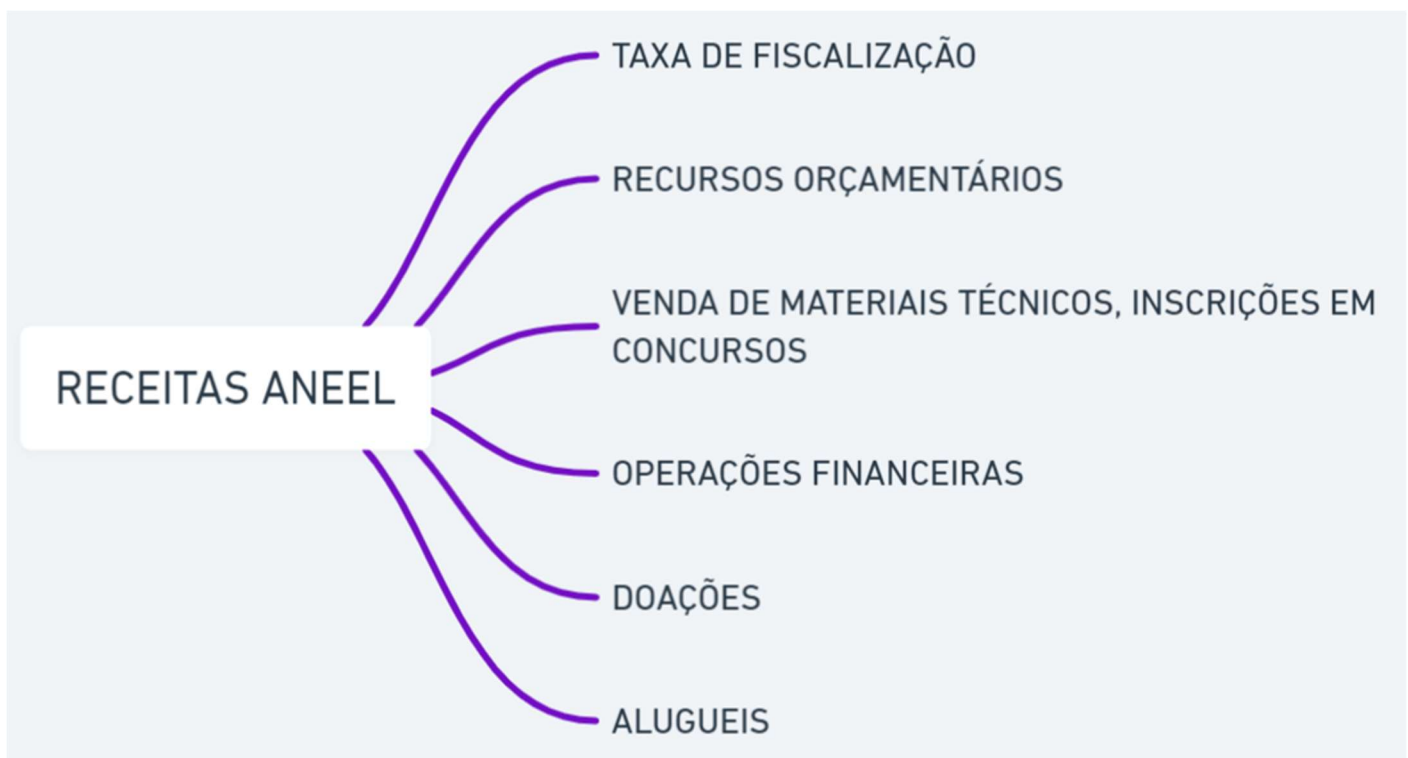 TAXA DE FISCALIZAÇÃO
RECURSOS ORÇAMENTÁRIOS
VENDA DE MATERIAIS TÉCNICOS, INSCRIÇÕES EM
CONCURSOS
RECEITAS ANEEL
OPERAÇÕES FINANCEIRAS
DOAÇÕES
ALUGUEIS